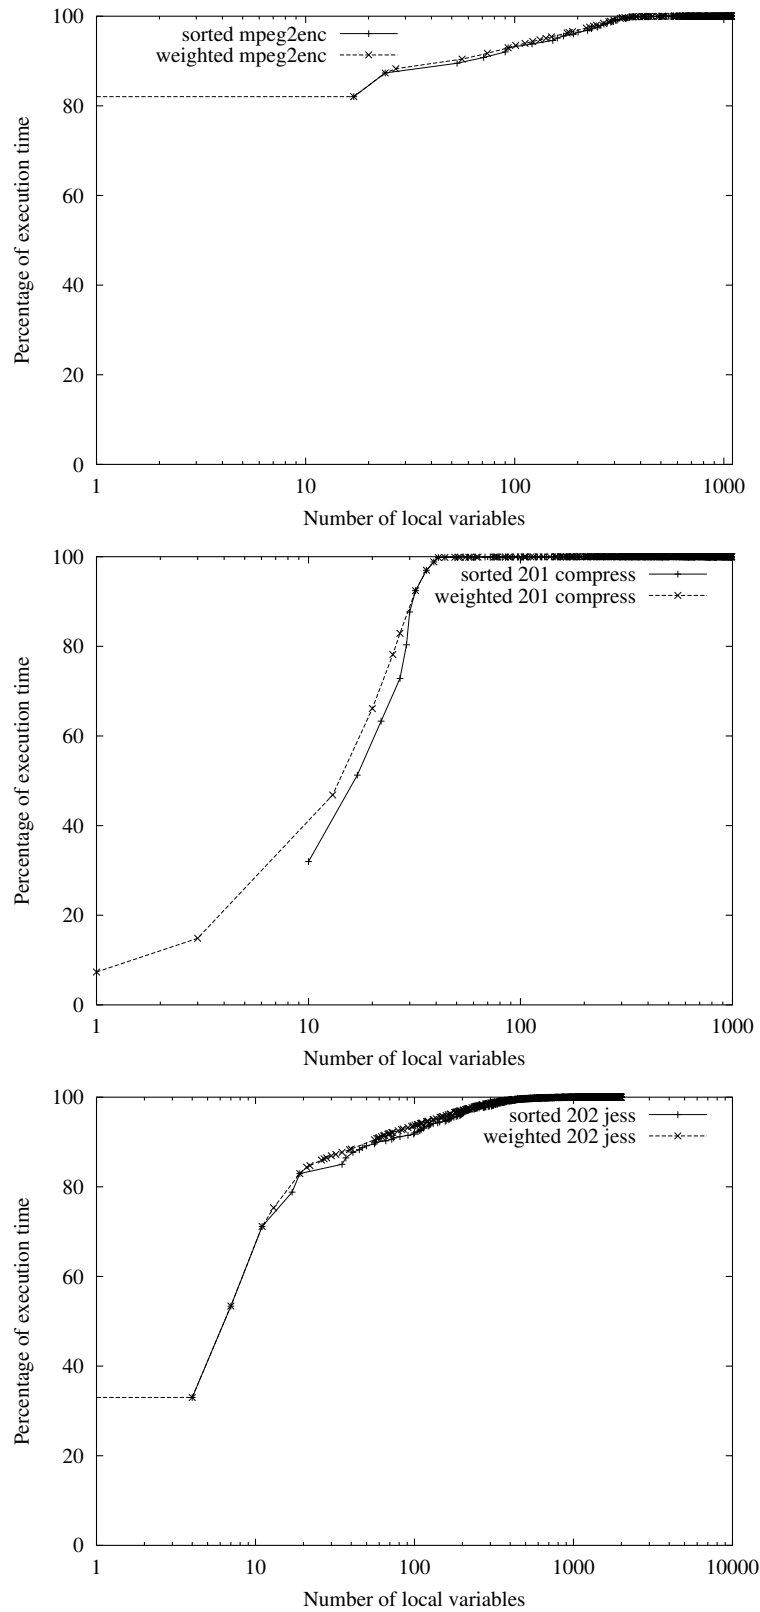 100
80
60
40
20
0
Percentage of execution time
sorted mpeg2enc
weighted mpeg2enc
1 10 100 1000
Number of local variables
100
80
60
40
20
0
Percentage of execution time
sorted 201 compress
weighted 201 compress
1 10 100 1000
Number of local variables
100
80
60
40
20
0
Percentage of execution time
sorted 202 jess
weighted 202 jess
1 10 100 1000 10000
Number of local variables